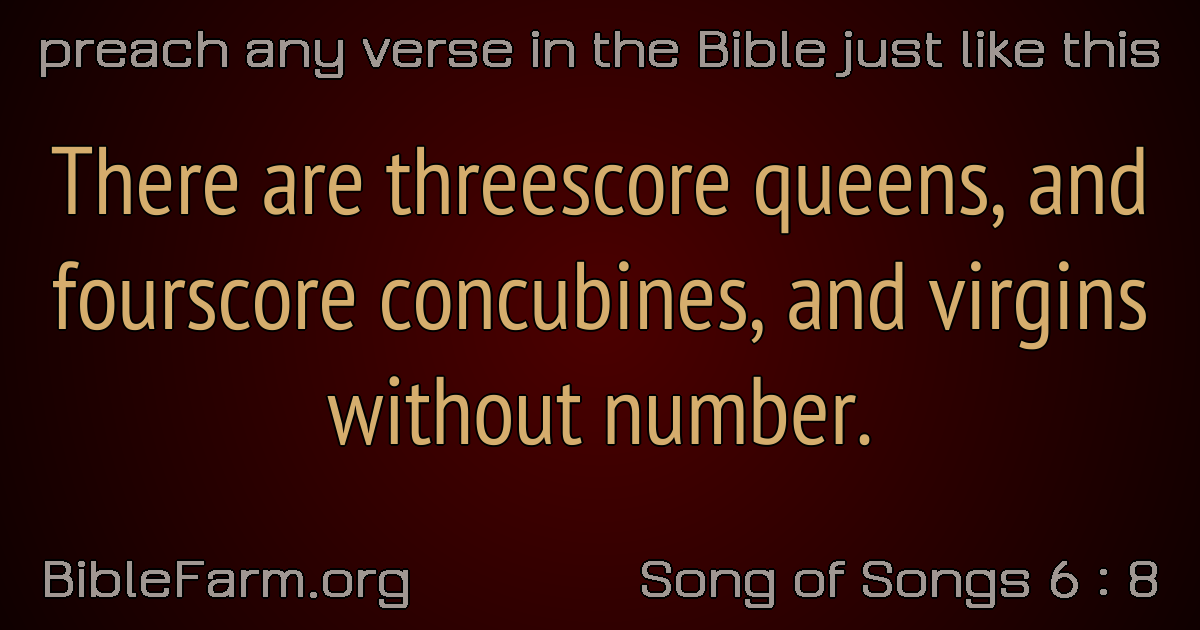 preach any verse in the Bible just like this
There are threescore queens, and
fourscore concubines, and virgins
without number.
BibleFarm.org
Song of Songs 6 : 8